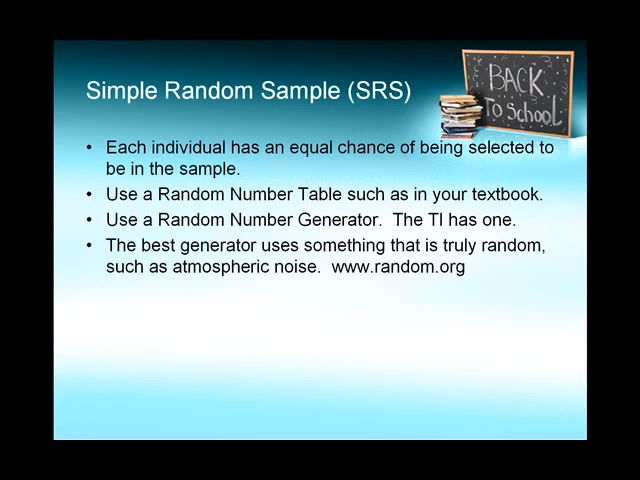 Simple Random Sample (SRS)
BACK
To School
• Each individual has an equal chance of being selected to
be in the sample.
• Use a Random Number Table such as in your textbook.
• Use a Random Number Generator.  The TI has one.
• The best generator uses something that is truly random,
such as atmospheric noise.  www.random.org